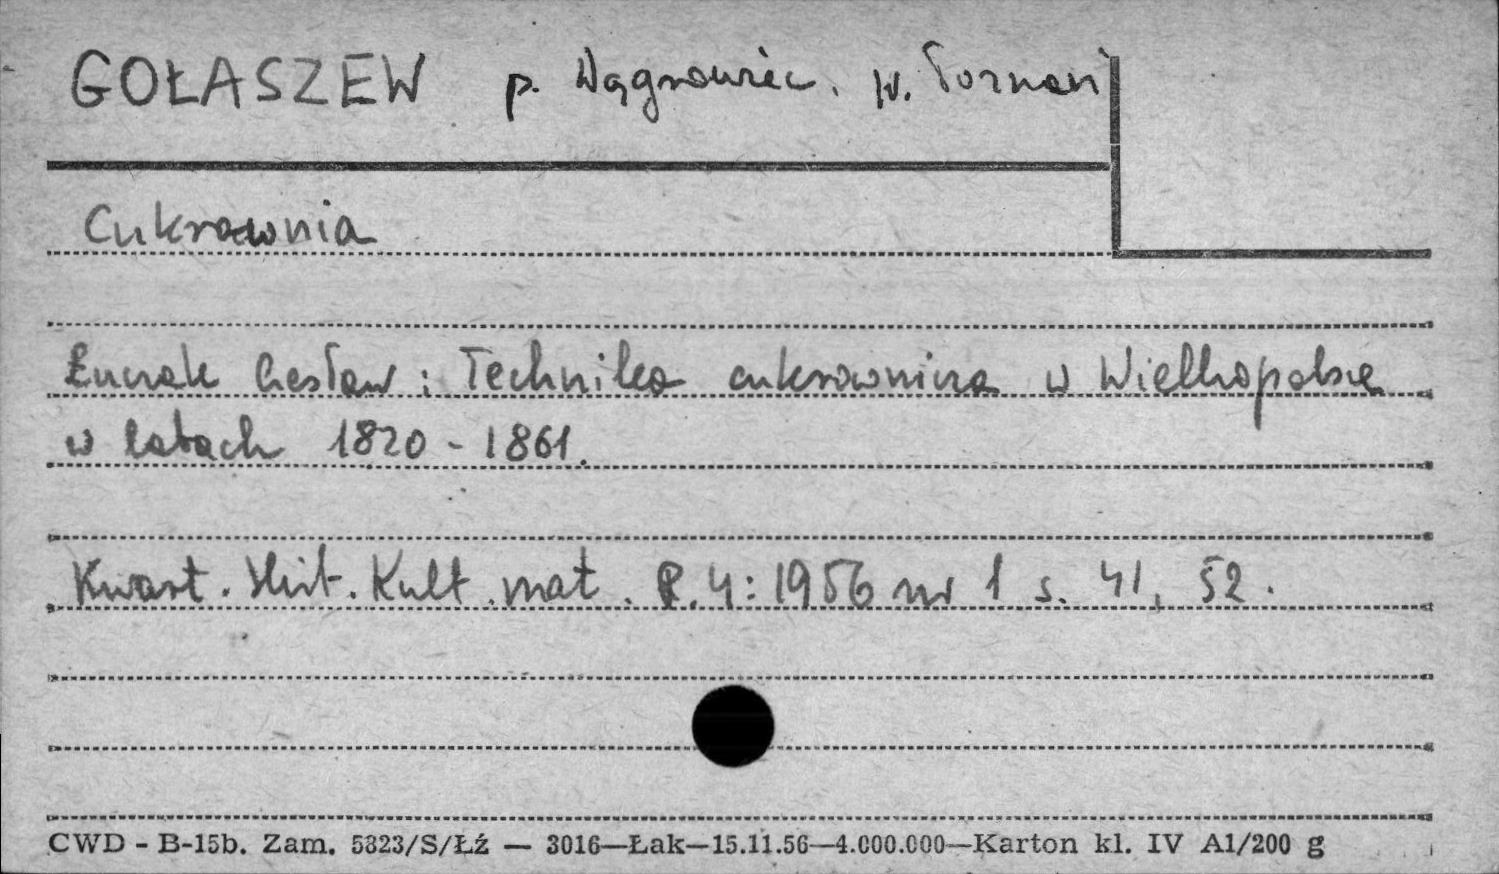 GOŁASZEW p. Wągrowiec, w. Poznań
Cukrownia
Łuczak Czesław: Technika cukrownicza w Wielkopolsce
w latach 1820 - 1861.
Kwart. Hist. Kult. mat. R. 4: 1956 nr 1 s. 41, 52.
CWD - B-15b. Zam. 5323/S/Łź — 3016—Łak—15.11.56—4.000.000—Karton kl. IV A1/200 g